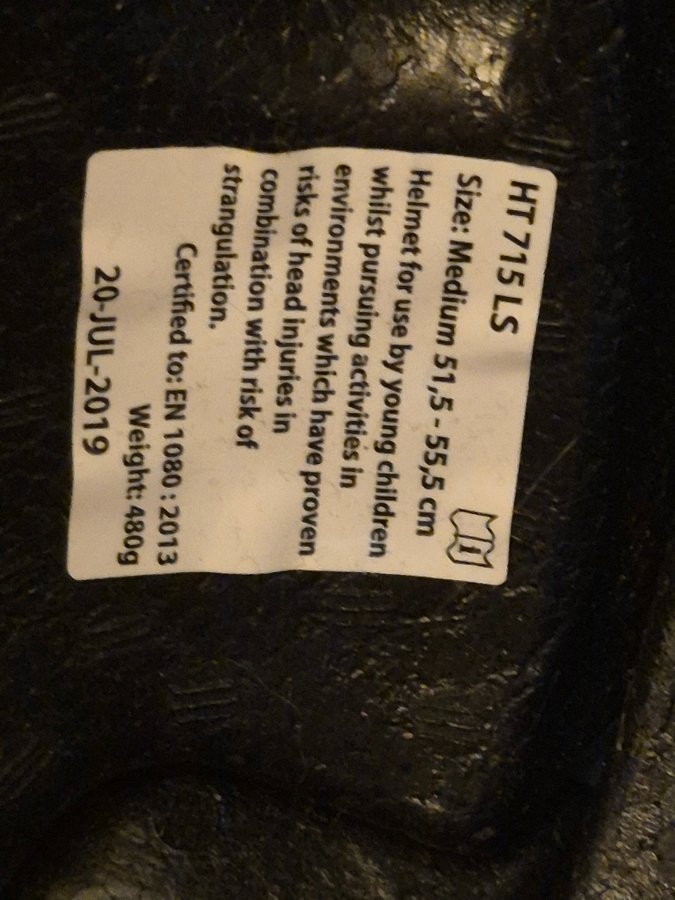 HT 715 LS
Size: Medium 51,5 - 55,5 cm
Helmet for use by young children
whilst pursuing activities in
environments which have proven
risks of head injuries in
combination with risk of
strangulation.
Certified to: EN 1080 : 2013
Weight: 480g
20-JUL-2019